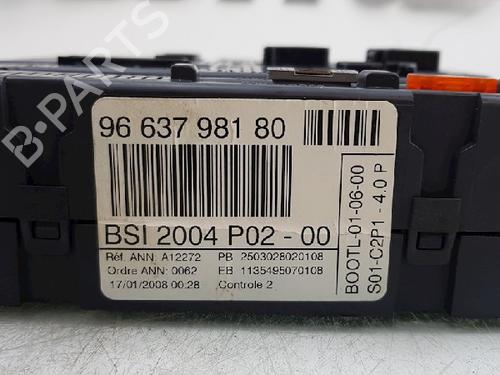 B-PARTS
96 637 981 80
BSI 2004 P02 - 00
Réf. ANN: A12272 PB 2503028020108
Ordre ANN: 0062 EB 1135495070108
17/01/2008 00:28 Controle 2
BOOTL-01-06-00
S01-C2P1 - 4.0 P